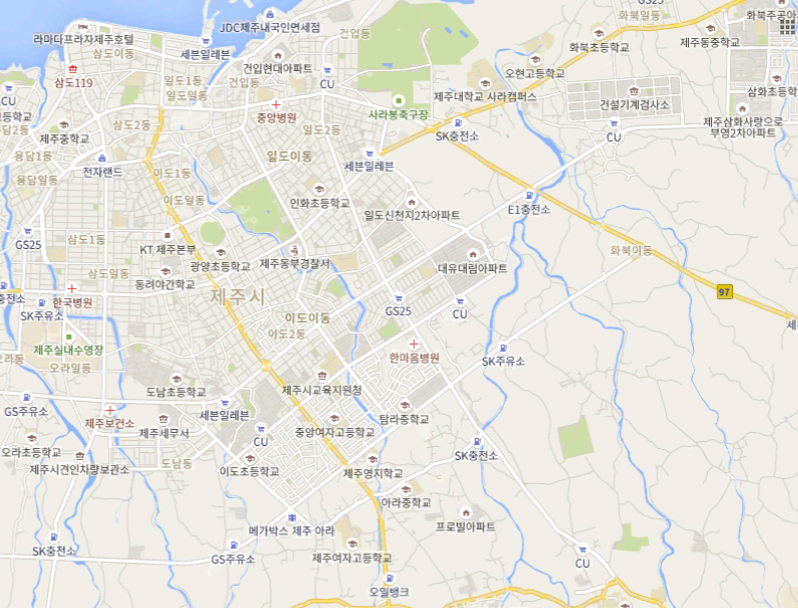 GS25
화북일동
화북주공아
라마다프라자제주호텔
JDC제주내국인면세점
건입동
화북초등학교
제주동중학교
삼도이동
세븐일레븐
삼도119
일도1동
건입동
건입현대아파트
오현고등학교
삼화초등학
CU
일도일동
CU
제주대학교 사라캠퍼스
건설기계검사소
등학교
중앙병원
사라봉축구장
제주삼화사랑으로
부영2차아파트
담2동
삼도2동
일도2동
SK충전소
CU
제주중학교
용담1동
전자랜드
일도이동
세븐일레븐
용담일동
이도1동
이도일동
인화초등학교
일도신천지2차아파트
E1충전소
GS25
삼도1동
KT 제주본부
광양초등학교
제주동부경찰서
화북이동
삼도일동
동려야간학교
대유대림아파트
충전소
한국병원
제주시
GS25
CU
97
SK주유소
이도이동
이도2동
세
제주실내수영장
한마음병원
SK주유소
오라일동
제주시교육지원청
도남초등학교
GS주유소
세븐일레븐
탐라중학교
제주보건소
제주세무서
CU
중앙여자고등학교
오라초등학교
제주시견인차량보관소
도남동
이도초등학교
제주영지학교
SK충전소
아라중학교
프로빌아파트
메가박스 제주 아라
SK충전소
GS주유소
제주여자고등학교
CU
오일뱅크